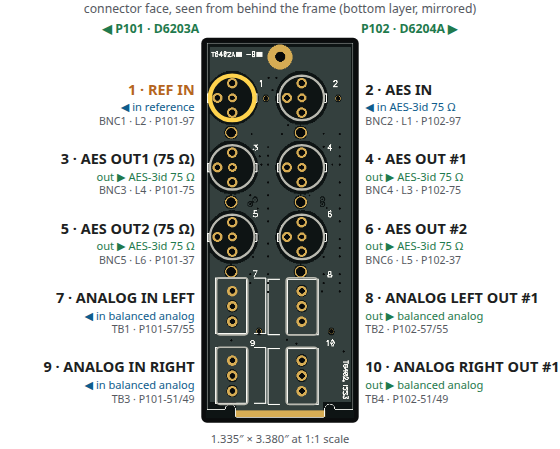 connector face, seen from behind the frame (bottom layer, mirrored)
◀ P101 · D6203A
P102 · D6204A ▶
1 · REF IN
◀ in reference
BNC1 · L2 · P101-97
2 · AES IN
◀ in AES-3id 75 Ω
BNC2 · L1 · P102-97
3 · AES OUT1 (75 Ω)
out ▶ AES-3id 75 Ω
BNC3 · L4 · P101-75
4 · AES OUT #1
out ▶ AES-3id 75 Ω
BNC4 · L3 · P102-75
5 · AES OUT2 (75 Ω)
out ▶ AES-3id 75 Ω
BNC5 · L6 · P101-37
6 · AES OUT #2
out ▶ AES-3id 75 Ω
BNC6 · L5 · P102-37
7 · ANALOG IN LEFT
◀ in balanced analog
TB1 · P101-57/55
8 · ANALOG LEFT OUT #1
out ▶ balanced analog
TB2 · P102-57/55
9 · ANALOG IN RIGHT
◀ in balanced analog
TB3 · P101-51/49
10 · ANALOG RIGHT OUT #1
out ▶ balanced analog
TB4 · P102-51/49
1
2
3
4
5
6
7
8
9
10
1.335″ × 3.380″ at 1:1 scale